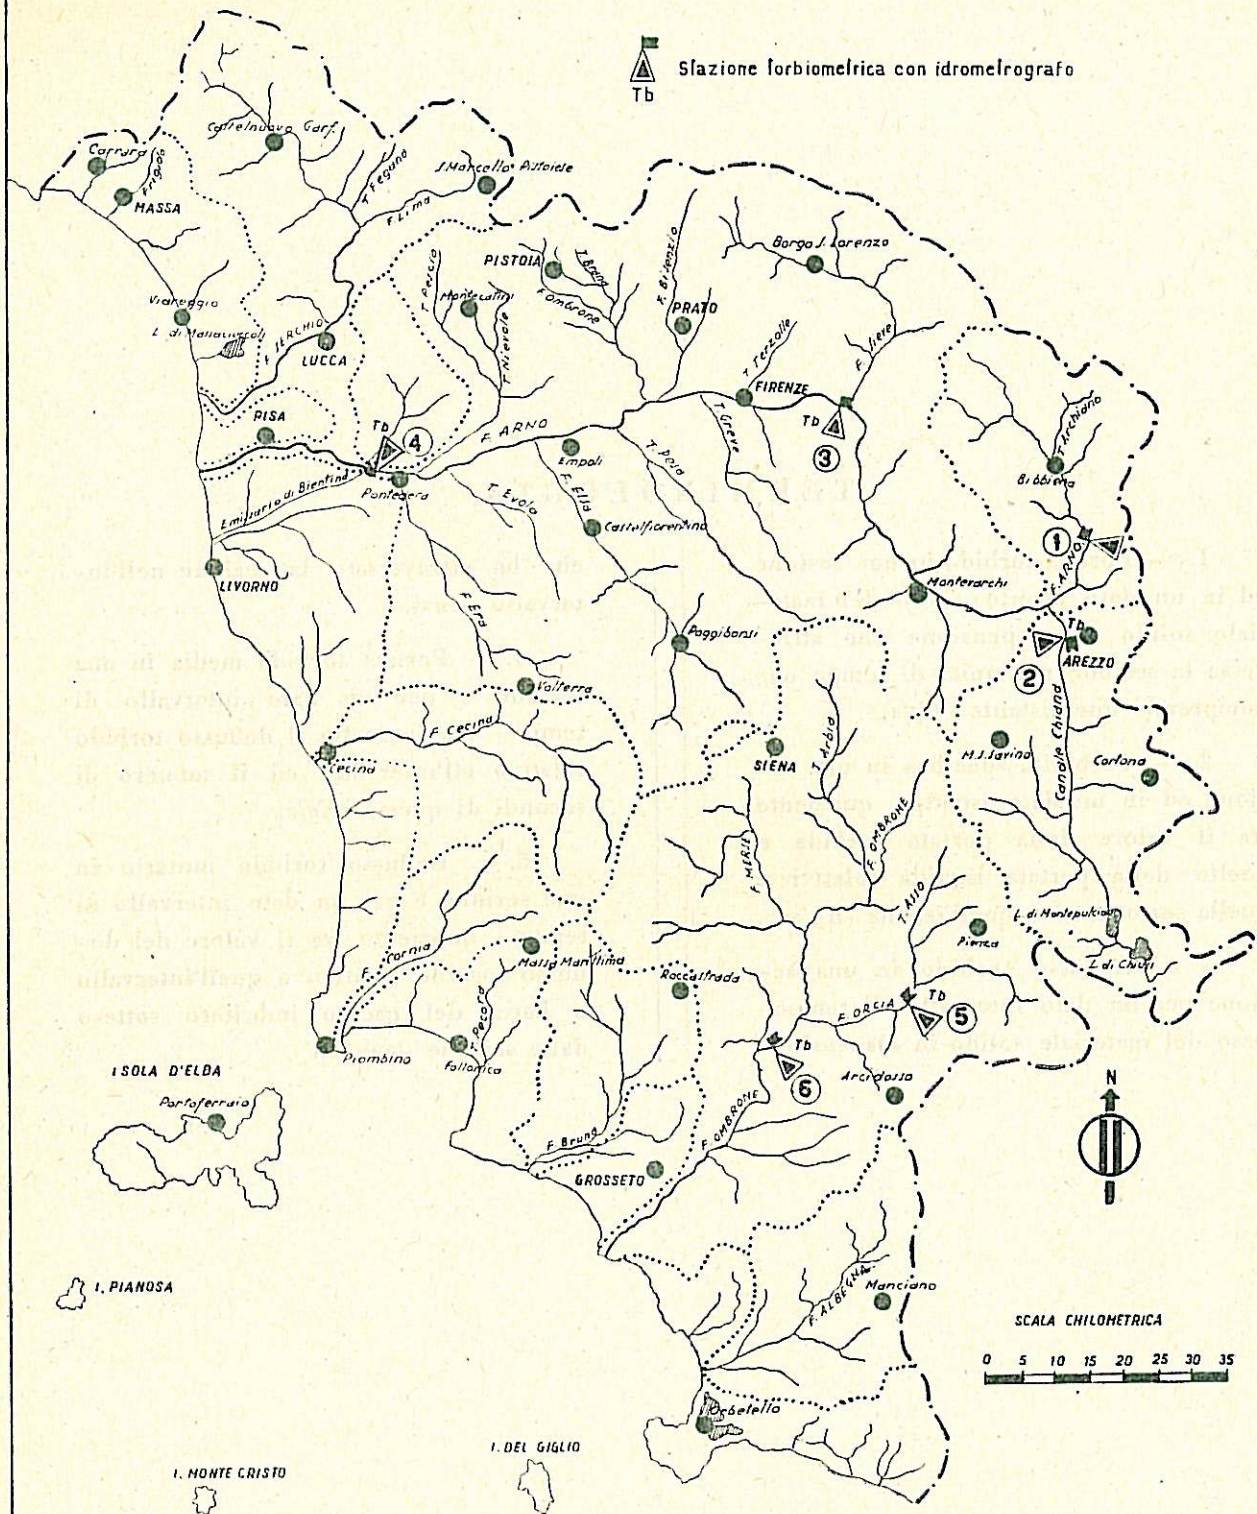 Stazione torbiometrica con idrometrografo
Tb
Castelnuovo Garf.
Carrara
Frigido
MASSA
T. Fegana
F. Lima
S. Marcello Pistoiese
Viareggio
L. di Massaciuccoli
F. SERCHIO
LUCCA
T. Pescia
Montecatini
T. Nievole
PISTOIA
T. Brana
F. Ombrone
F. Bisenzio
PRATO
Borgo S. Lorenzo
T. Terzolle
F. Sieve
FIRENZE
Tb
3
T. Archiano
Bibbiena
PISA
Tb
4
F. ARNO
Empoli
Pontedera
Emissario di Bientina
T. Evola
F. Elsa
Castelfiorentino
T. Pesa
T. Greve
1
F. ARNO
LIVORNO
F. Era
Montevarchi
Tb
AREZZO
2
Poggibonsi
Volterra
F. Cecina
Cecina
SIENA
T. Arbia
M. S. Savino
Canale Chiana
Cortona
F. MERSE
F. OMBRONE
T. ASSO
Pienza
L. di Montepulciano
L. di Chiusi
F. Cornia
Massa Marittima
Roccastrada
F. ORCIA
Tb
5
Piombino
Follonica
T. Pecora
Tb
6
Arcidosso
ISOLA D'ELBA
Portoferraio
F. Bruna
F. OMBRONE
GROSSETO
N
I. PIANOSA
F. ALBEGNA
Manciano
SCALA CHILOMETRICA
0 5 10 15 20 25 30 35
Orbetello
I. DEL GIGLIO
I. MONTE CRISTO